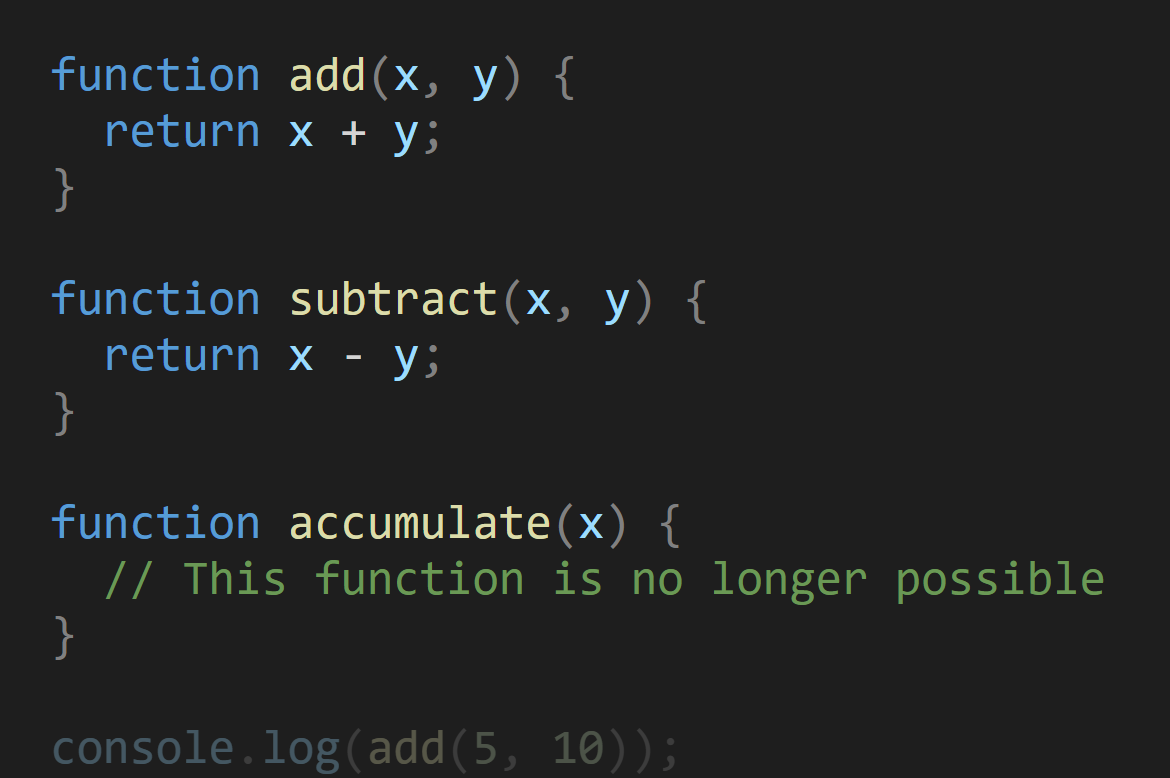 function add(x, y) {
  return x + y;
}
function subtract(x, y) {
  return x - y;
}
function accumulate(x) {
  // This function is no longer possible
}
console.log(add(5, 10));